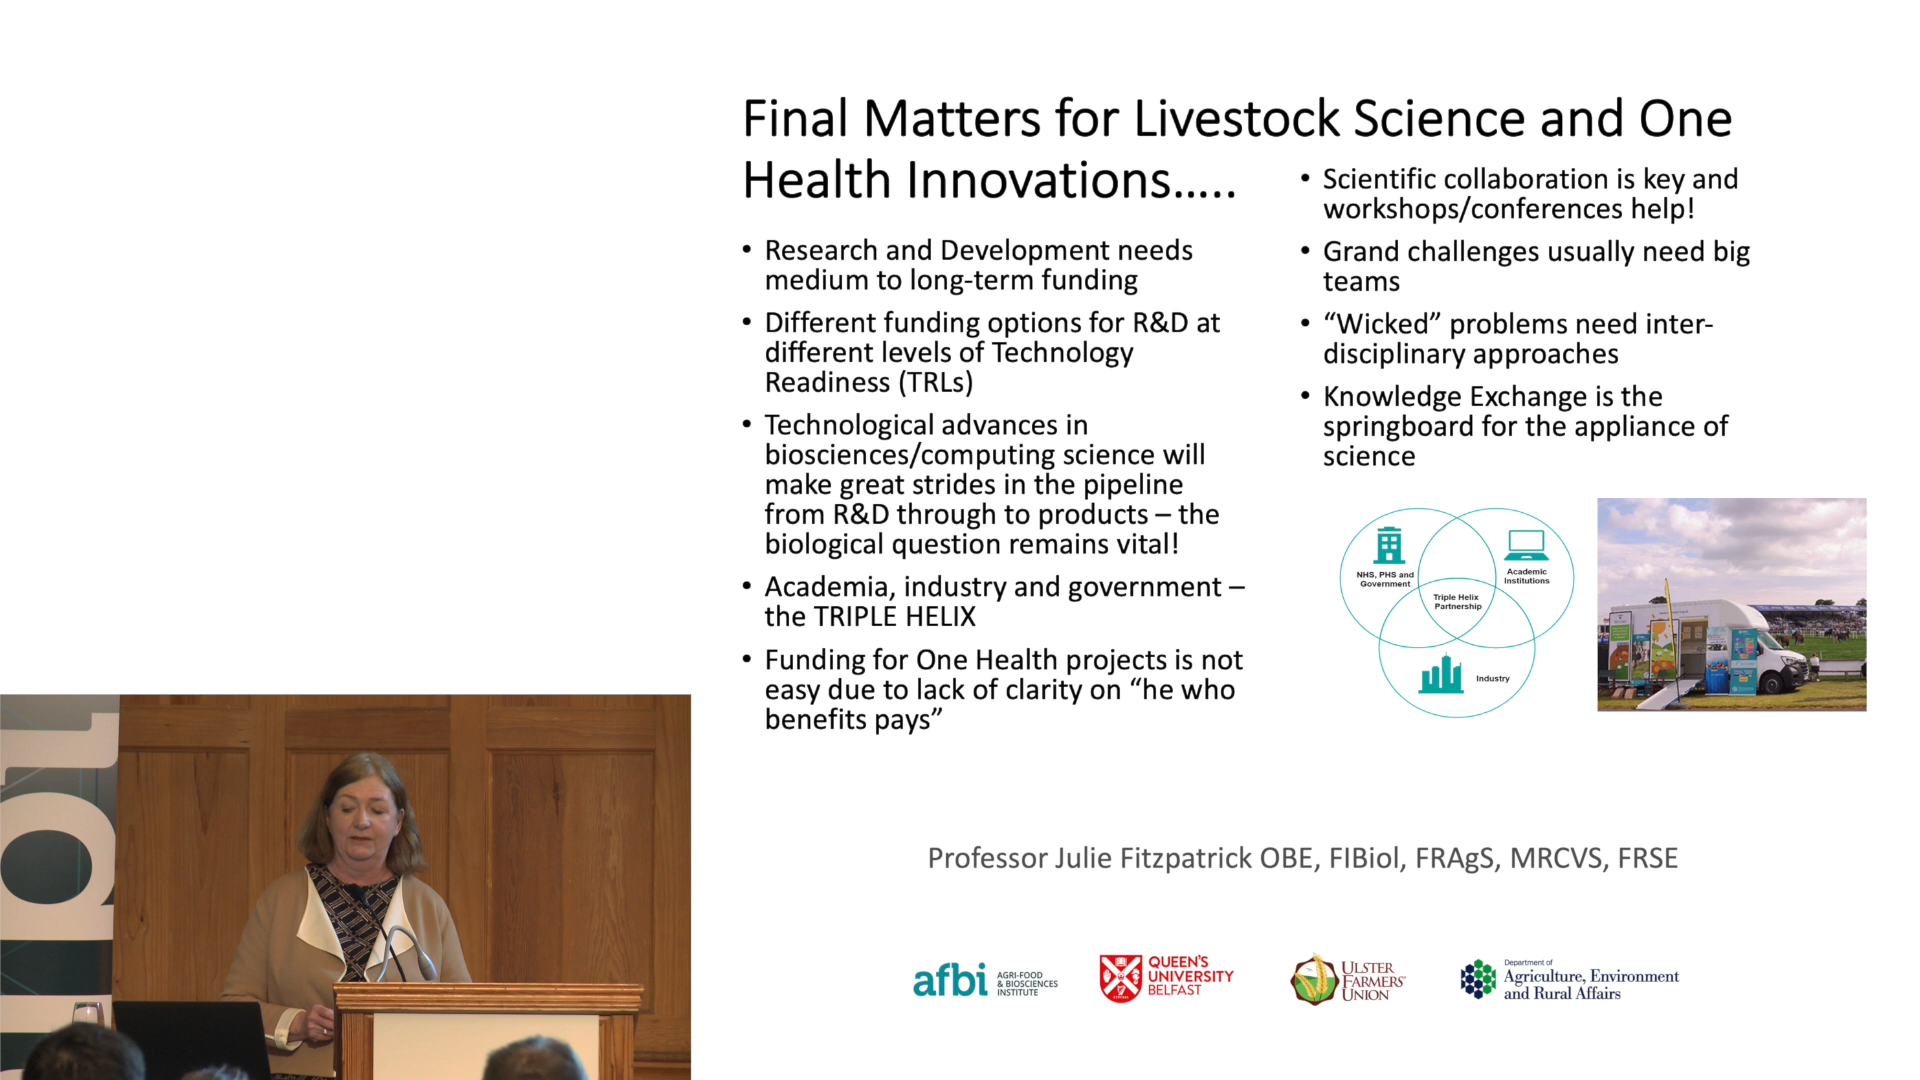 Final Matters for Livestock Science and One
Health Innovations…..
• Research and Development needs
medium to long-term funding
• Different funding options for R&D at
different levels of Technology
Readiness (TRLs)
• Technological advances in
biosciences/computing science will
make great strides in the pipeline
from R&D through to products – the
biological question remains vital!
• Academia, industry and government –
the TRIPLE HELIX
• Funding for One Health projects is not
easy due to lack of clarity on “he who
benefits pays”
• Scientific collaboration is key and
workshops/conferences help!
• Grand challenges usually need big
teams
• “Wicked” problems need inter-
disciplinary approaches
• Knowledge Exchange is the
springboard for the appliance of
science
NHS, PHS and
Government
Academic
Institutions
Triple Helix
Partnership
Industry
Professor Julie Fitzpatrick OBE, FIBiol, FRAgS, MRCVS, FRSE
afbi
AGRI-FOOD
& BIOSCIENCES
INSTITUTE
QUEEN'S
UNIVERSITY
BELFAST
ULSTER
FARMERS'
UNION
Department of
Agriculture, Environment
and Rural Affairs